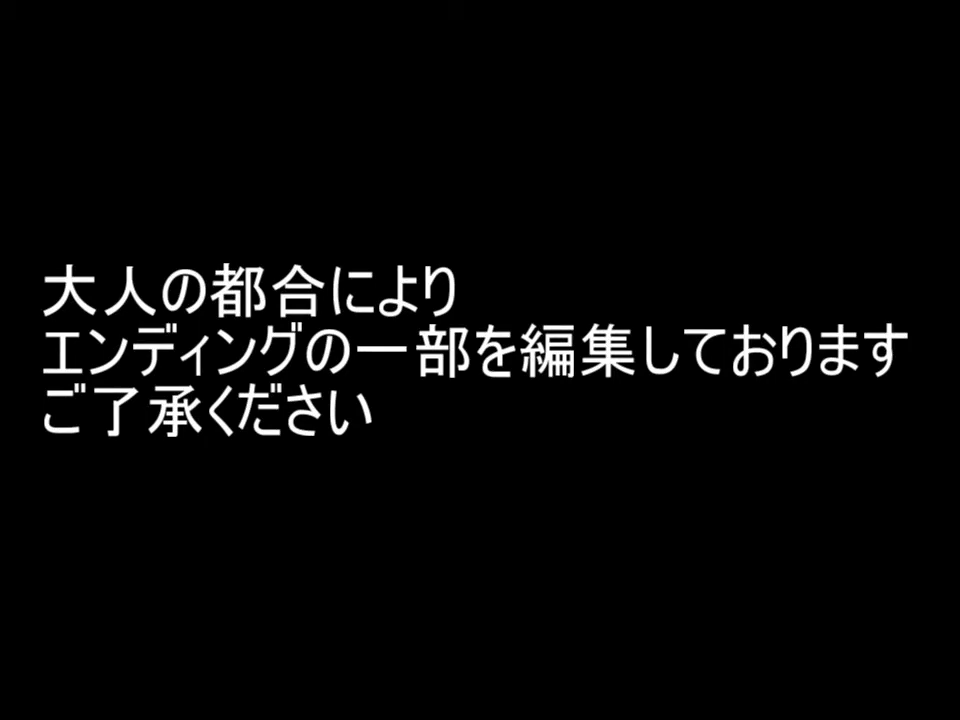 大人の都合により
エンディングの一部を編集しております
ご了承ください